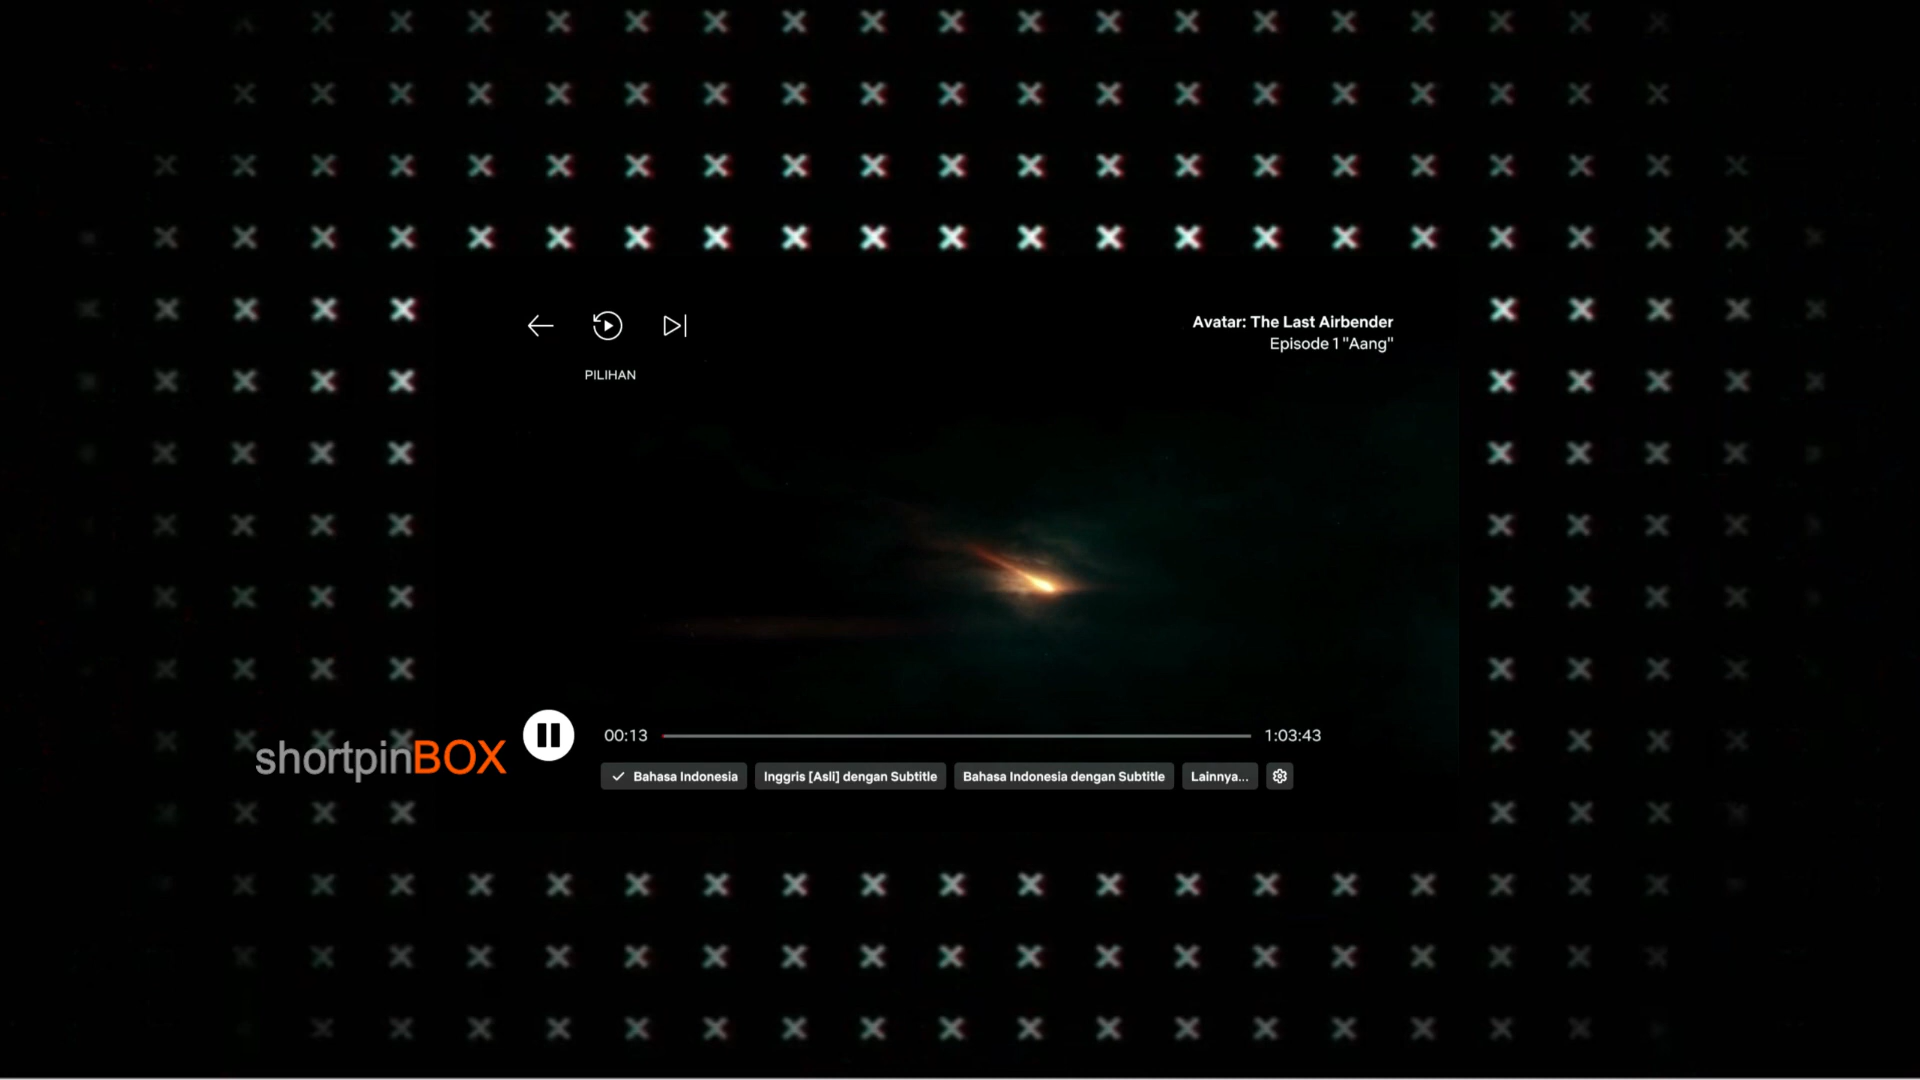 Avatar: The Last Airbender
Episode 1 "Aang"
PILIHAN
shortpinBOX
00:13
1:03:43
Bahasa Indonesia
Inggris [Asli] dengan Subtitle
Bahasa Indonesia dengan Subtitle
Lainnya...